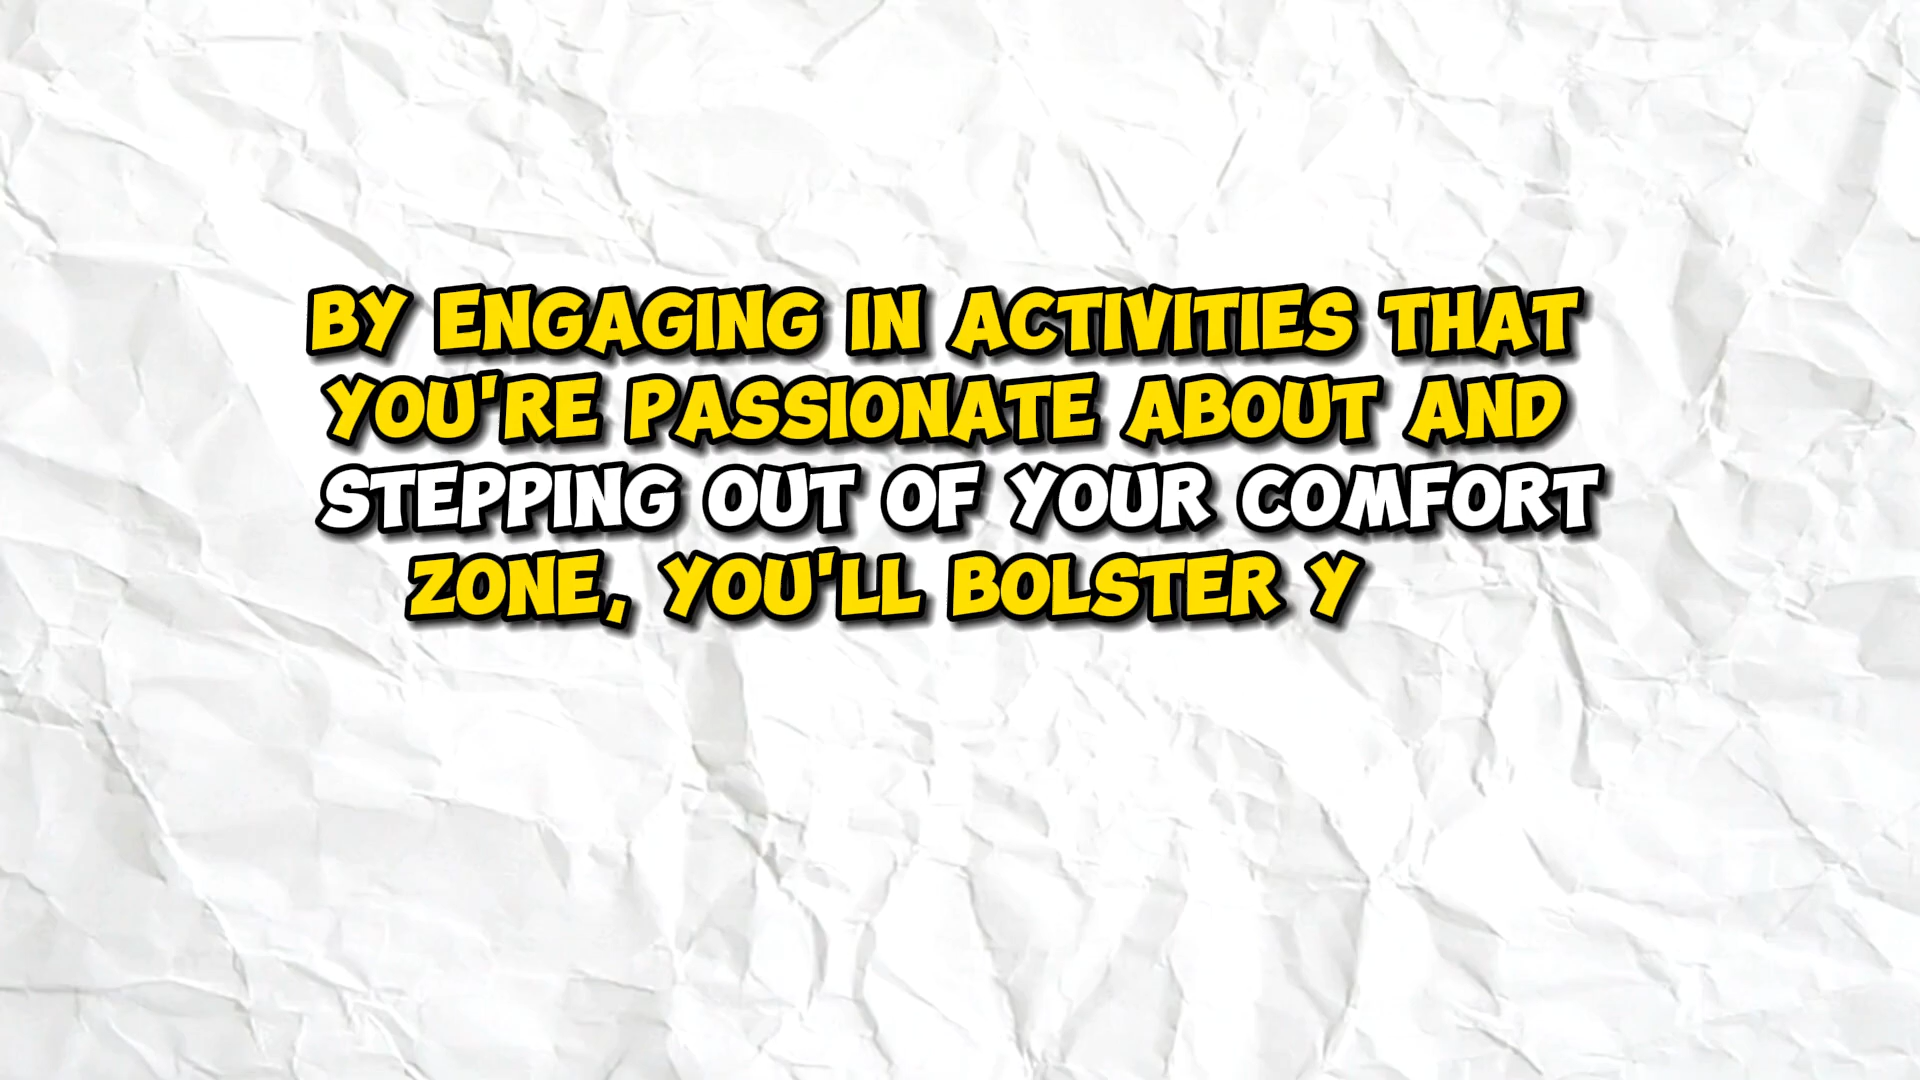 BY ENGAGING IN ACTIVITIES THAT
YOU'RE PASSIONATE ABOUT AND
STEPPING OUT OF YOUR COMFORT
ZONE, YOU'LL BOLSTER Y